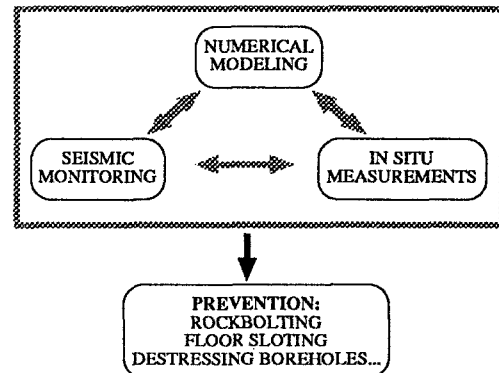 NUMERICAL
MODELING
SEISMIC
MONITORING
IN SITU
MEASUREMENTS
PREVENTION:
ROCKBOLTING
FLOOR SLOTING
DESTRESSING BOREHOLES...